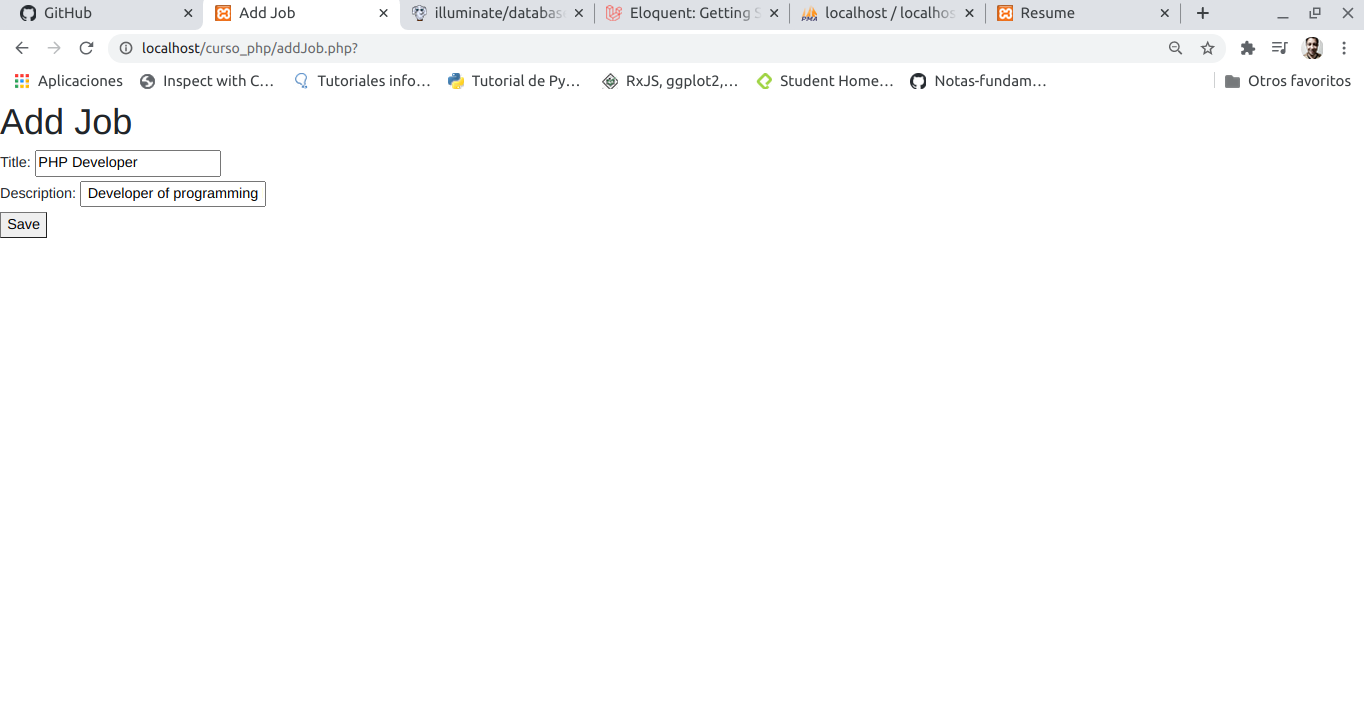 GitHub Add Job illuminate/databas Eloquent: Getting S localhost / localhos Resume
localhost/curso_php/addJob.php?
Aplicaciones Inspect with C... Tutoriales info... Tutorial de Py... RxJS, ggplot2,... Student Home... Notas-fundam... Otros favoritos
Add Job
Title: PHP Developer
Description: Developer of programming
Save